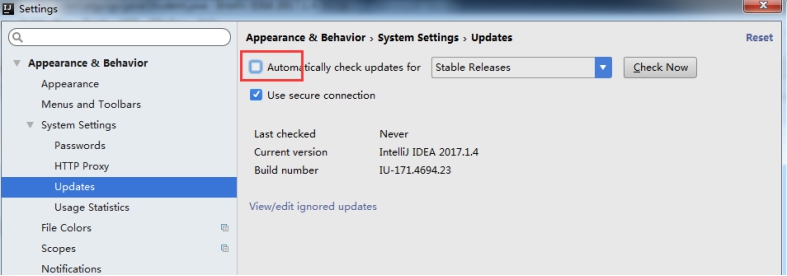 Settings
Appearance & Behavior › System Settings › Updates Reset
Appearance & Behavior
Automatically check updates for Stable Releases Check Now
Appearance
Menus and Toolbars
Use secure connection
System Settings
Last checked Never
Passwords
Current version IntelliJ IDEA 2017.1.4
HTTP Proxy
Build number IU-171.4694.23
Updates
Usage Statistics
View/edit ignored updates
File Colors
Scopes
Notifications